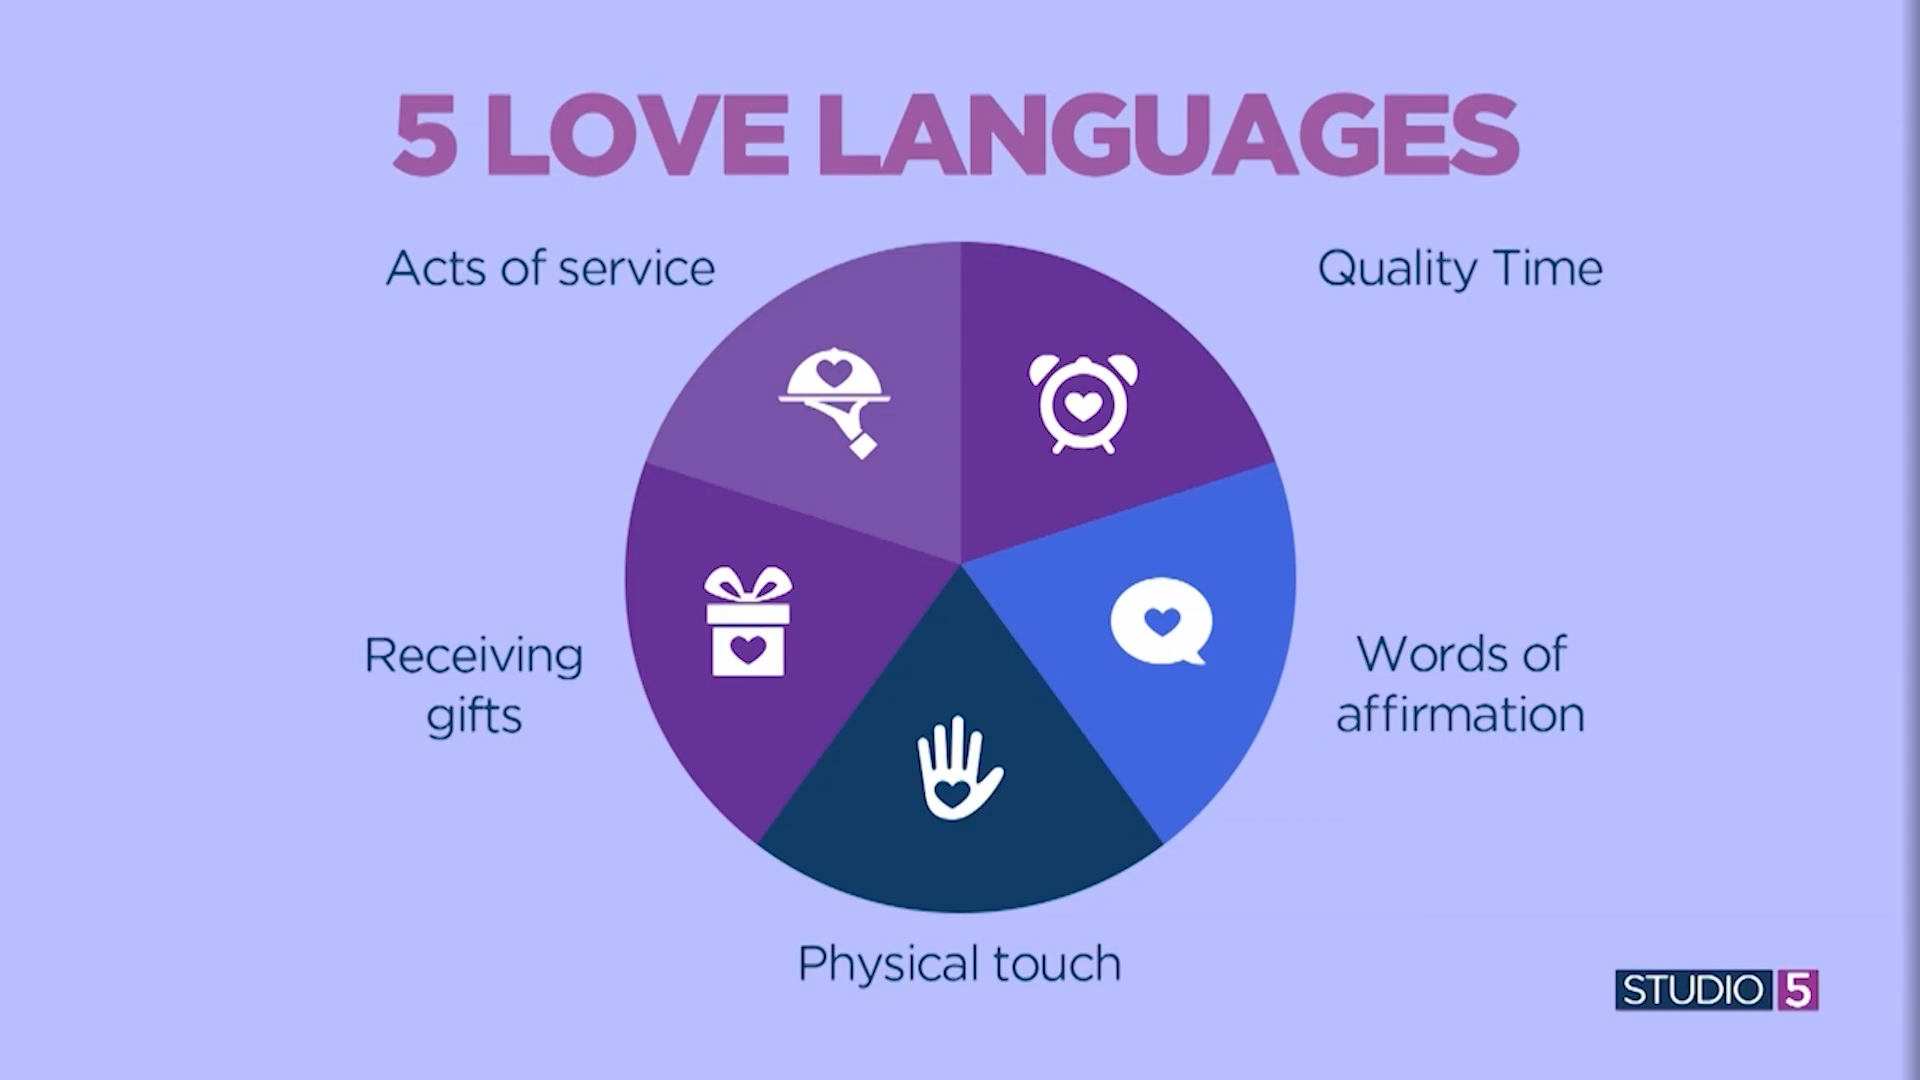 5 LOVE LANGUAGES
Acts of service
Quality Time
Receiving
gifts
Words of
affirmation
Physical touch
STUDIO 5